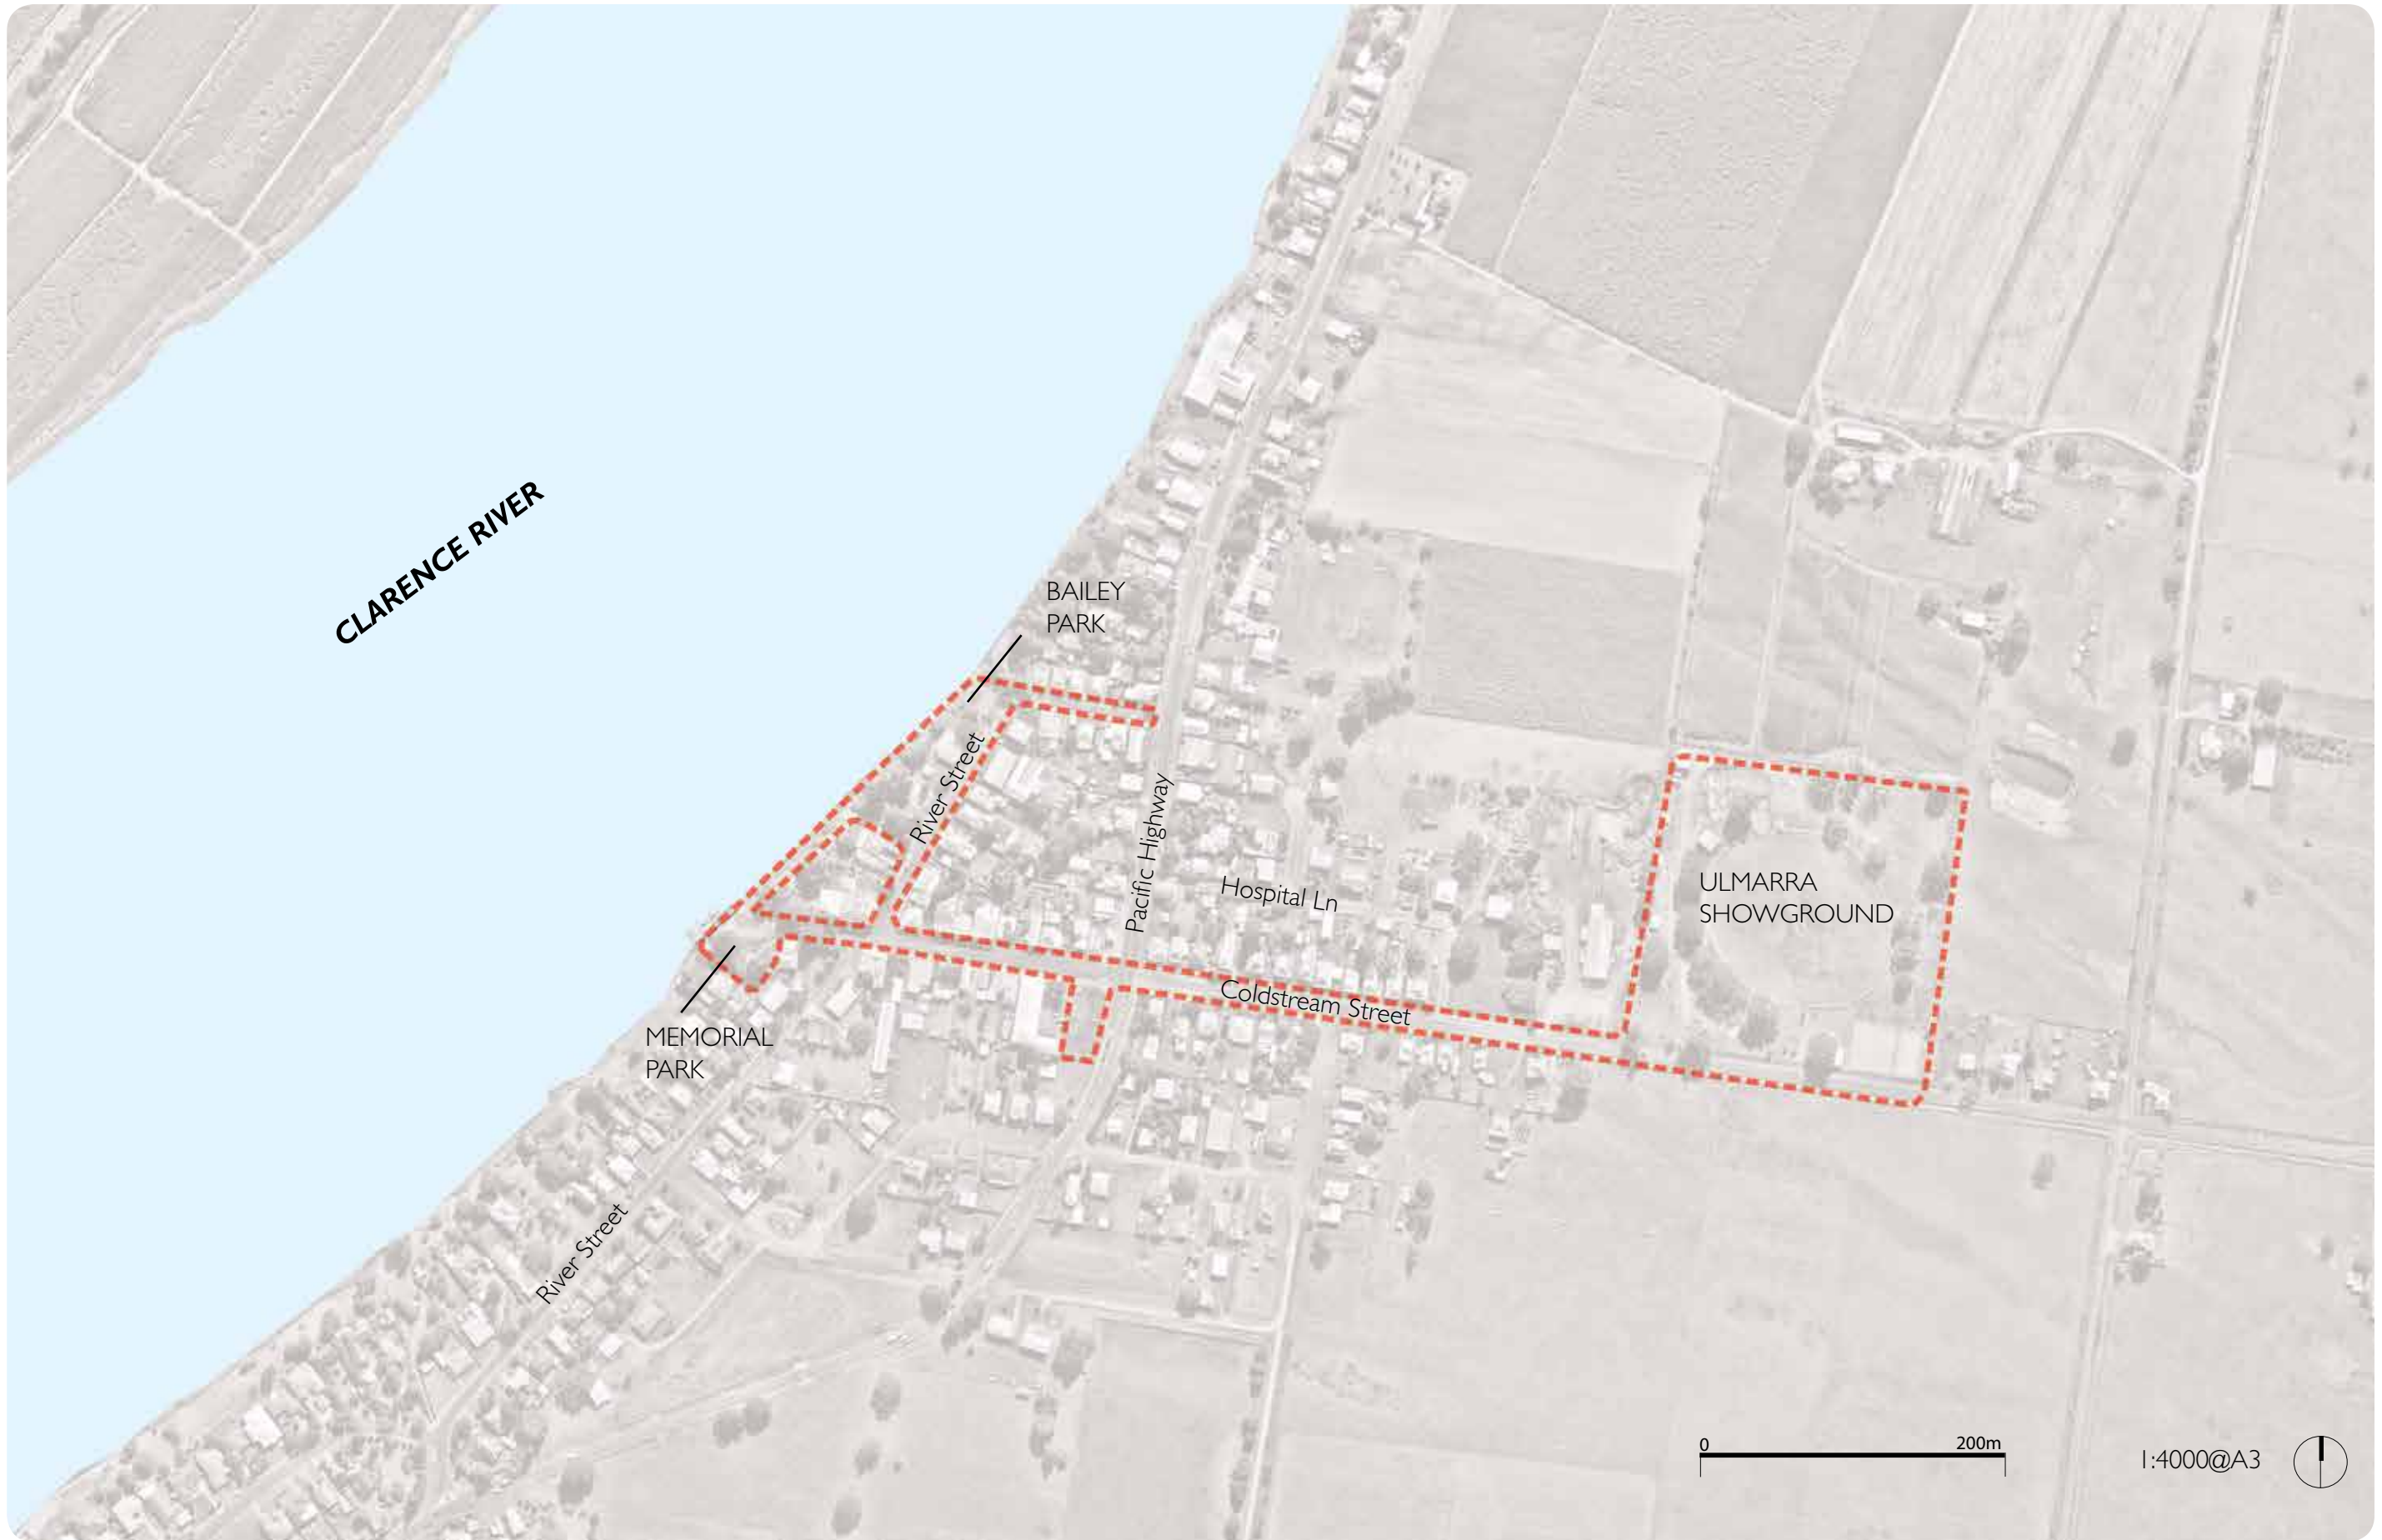 CLARENCE RIVER
BAILEY
PARK
River Street
Pacific Highway
Hospital Ln
ULMARRA
SHOWGROUND
Coldstream Street
MEMORIAL
PARK
River Street
0
200m
1:4000@A3